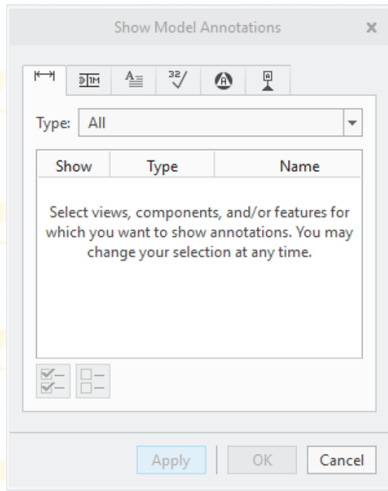 Show Model Annotations
Type: All
Show Type Name
Select views, components, and/or features for
which you want to show annotations. You may
change your selection at any time.
Apply OK Cancel